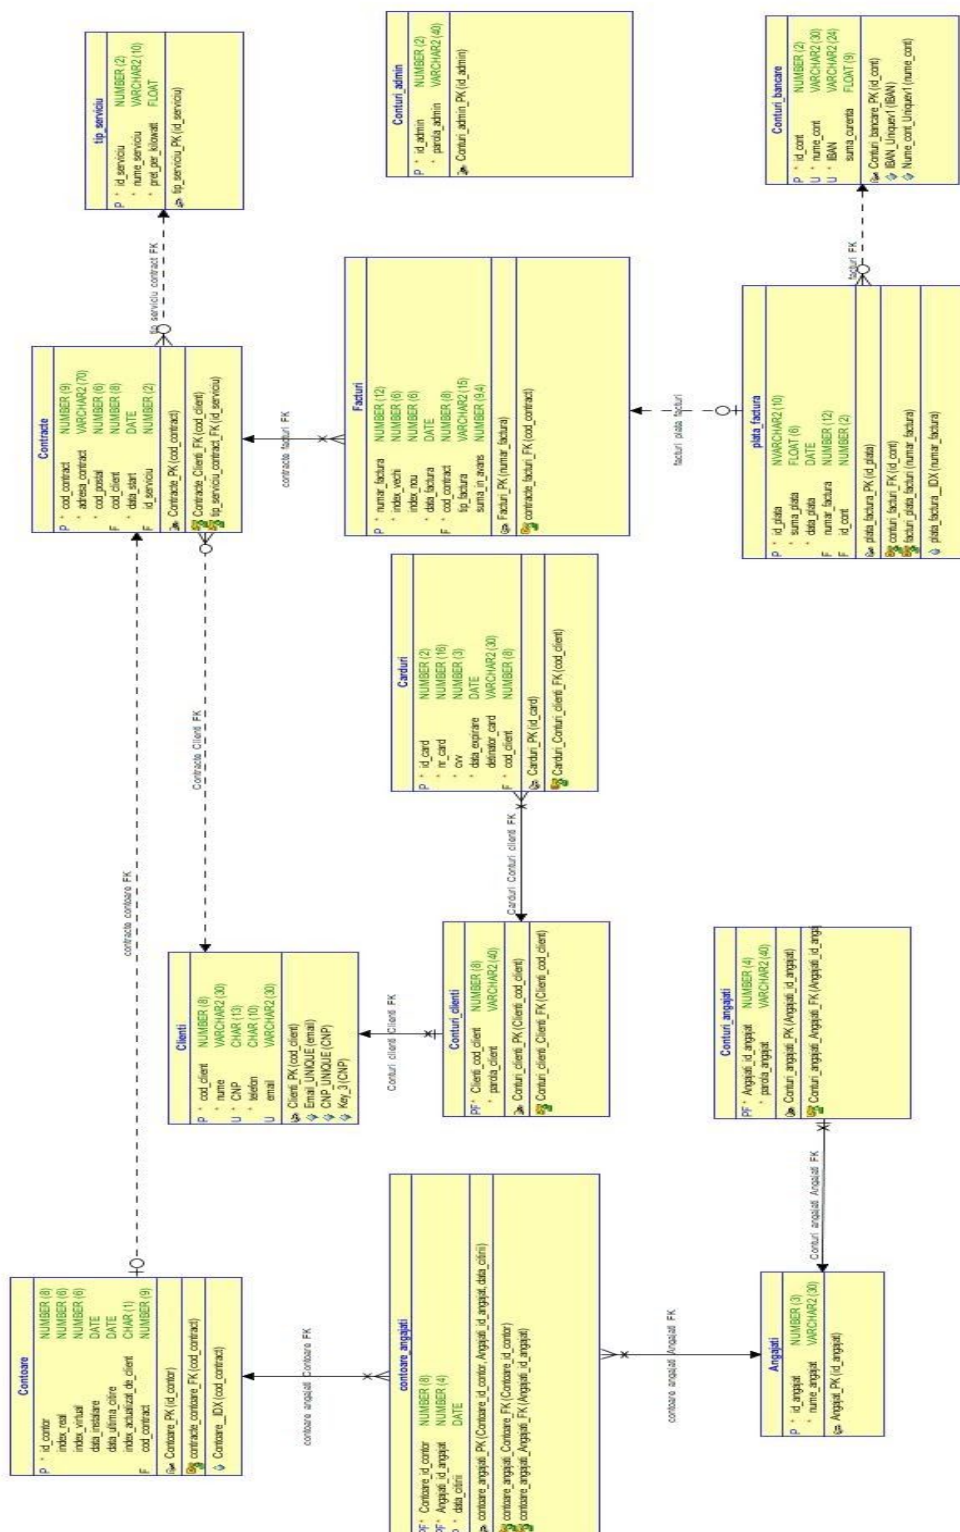 tip_serviciu
P * id_serviciu NUMBER (2)
* nume_serviciu VARCHAR2 (10)
* pret_per_kilowatt FLOAT
tip_serviciu_PK (id_serviciu)
Conturi_admin
P * id_admin NUMBER (2)
* parola_admin VARCHAR2 (40)
Conturi_admin_PK (id_admin)
Conturi_bancare
P * id_cont NUMBER (2)
U * nume_cont VARCHAR2 (30)
U * IBAN VARCHAR2 (24)
suma_curenta FLOAT (9)
Conturi_bancare_PK (id_cont)
IBAN_Uniquev1 (IBAN)
Nume_cont_Uniquev1 (nume_cont)
tip serviciu contract FK
facturi FK
Contracte
P * cod_contract NUMBER (9)
* adresa_contract VARCHAR2 (70)
* cod_postal NUMBER (6)
F cod_client NUMBER (8)
* data_start DATE
F id_serviciu NUMBER (2)
Contracte_PK (cod_contract)
Contracte_Clienti_FK (cod_client)
tip_serviciu_contract_FK (id_serviciu)
contracte facturi FK
Facturi
P * numar_factura NUMBER (12)
* index_vechi NUMBER (6)
* index_nou NUMBER (6)
* data_factura DATE
F * cod_contract NUMBER (8)
tip_factura VARCHAR2 (15)
suma_in_avans NUMBER (9,4)
Facturi_PK (numar_factura)
contracte_facturi_FK (cod_contract)
facturi plata facturi
plata_factura
P * id_plata NVARCHAR2 (10)
* suma_plata FLOAT (6)
* data_plata DATE
F numar_factura NUMBER (12)
F id_cont NUMBER (2)
plata_factura_PK (id_plata)
conturi facturi_FK (id_cont)
facturi_plata_facturi (numar_factura)
plata_factura__IDX (numar_factura)
contracte contoare FK
Contracte Clienti FK
Carduri
P * id_card NUMBER (2)
* nr_card NUMBER (16)
* cvv NUMBER (3)
* data_expirare DATE
detinator_card VARCHAR2 (30)
F * cod_client NUMBER (8)
Carduri_PK (id_card)
Carduri_Conturi_clienti_FK (cod_client)
Carduri Conturi clienti FK
Clienti
P * cod_client NUMBER (8)
* nume VARCHAR2 (30)
U * CNP CHAR (13)
* telefon CHAR (10)
U email VARCHAR2 (30)
Clienti_PK (cod_client)
Email_UNIQUE (email)
CNP_UNIQUE (CNP)
Key_3 (CNP)
Conturi clienti Clienti FK
Conturi_clienti
PF * Clienti_cod_client NUMBER (8)
* parola_client VARCHAR2 (40)
Conturi_clienti_PK (Clienti_cod_client)
Conturi_clienti_Clienti_FK (Clienti_cod_client)
Conturi_angajati
PF * Angajati_id_angajat NUMBER (4)
* parola_angajat VARCHAR2 (40)
Conturi_angajati_PK (Angajati_id_angajat)
Conturi_angajati_Angajati_FK (Angajati_id_angaj
Conturi angajati Angajati FK
Contoare
P * id_contor NUMBER (8)
index_real NUMBER (6)
index_virtual NUMBER (6)
data_instalare DATE
data_ultima_citire DATE
index_actualizat_de_client CHAR (1)
F cod_contract NUMBER (9)
Contoare_PK (id_contor)
contracte_contoare_FK (cod_contract)
Contoare__IDX (cod_contract)
contoare angajati Contoare FK
contoare_angajati
PF * Contoare_id_contor NUMBER (8)
PF * Angajati_id_angajat NUMBER (4)
P * data_citirii DATE
contoare_angajati_PK (Contoare_id_contor, Angajati_id_angajat, data_citirii)
contoare_angajati_Contoare_FK (Contoare_id_contor)
contoare_angajati_Angajati_FK (Angajati_id_angajat)
contoare angajati Angajati FK
Angajati
P * id_angajat NUMBER (3)
* nume_angajat VARCHAR2 (30)
Angajat_PK (id_angajat)